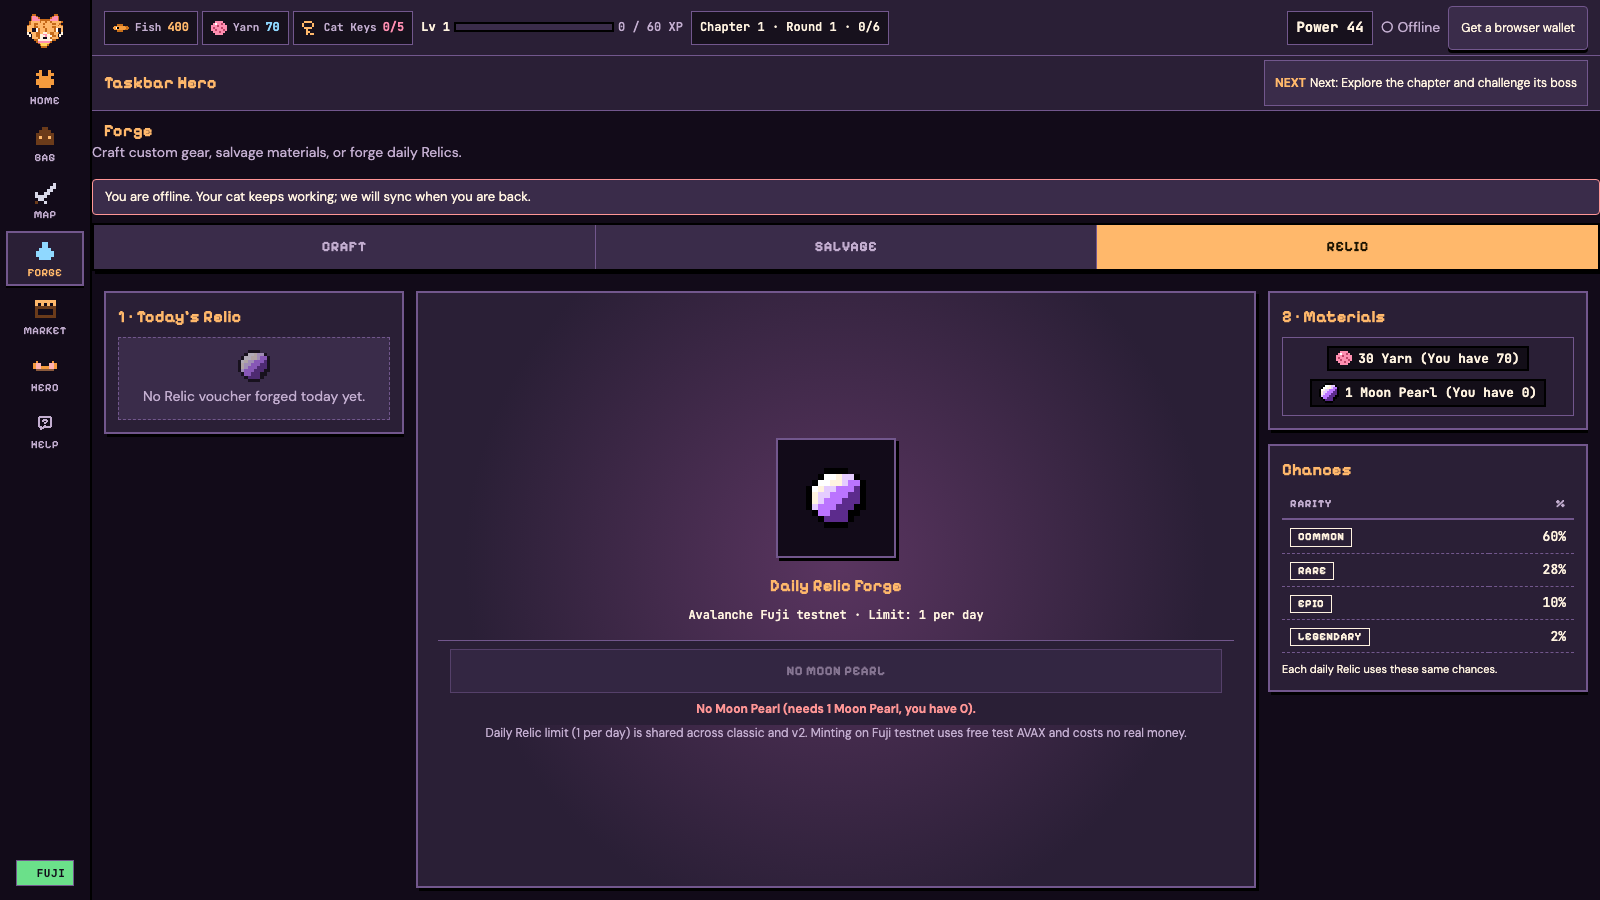 Fish 400
Yarn 70
Cat Keys 0/5
Lv 1
0 / 60 XP
Chapter 1 · Round 1 · 0/6
Power 44
Offline
Get a browser wallet
HOME
BAG
MAP
FORGE
MARKET
HERO
HELP
FUJI
Taskbar Hero
NEXT Next: Explore the chapter and challenge its boss
Forge
Craft custom gear, salvage materials, or forge daily Relics.
You are offline. Your cat keeps working; we will sync when you are back.
CRAFT
SALVAGE
RELIC
1 · Today's Relic
No Relic voucher forged today yet.
Daily Relic Forge
Avalanche Fuji testnet · Limit: 1 per day
NO MOON PEARL
No Moon Pearl (needs 1 Moon Pearl, you have 0).
Daily Relic limit (1 per day) is shared across classic and v2. Minting on Fuji testnet uses free test AVAX and costs no real money.
2 · Materials
30 Yarn (You have 70)
1 Moon Pearl (You have 0)
Chances
RARITY %
COMMON 60%
RARE 28%
EPIC 10%
LEGENDARY 2%
Each daily Relic uses these same chances.